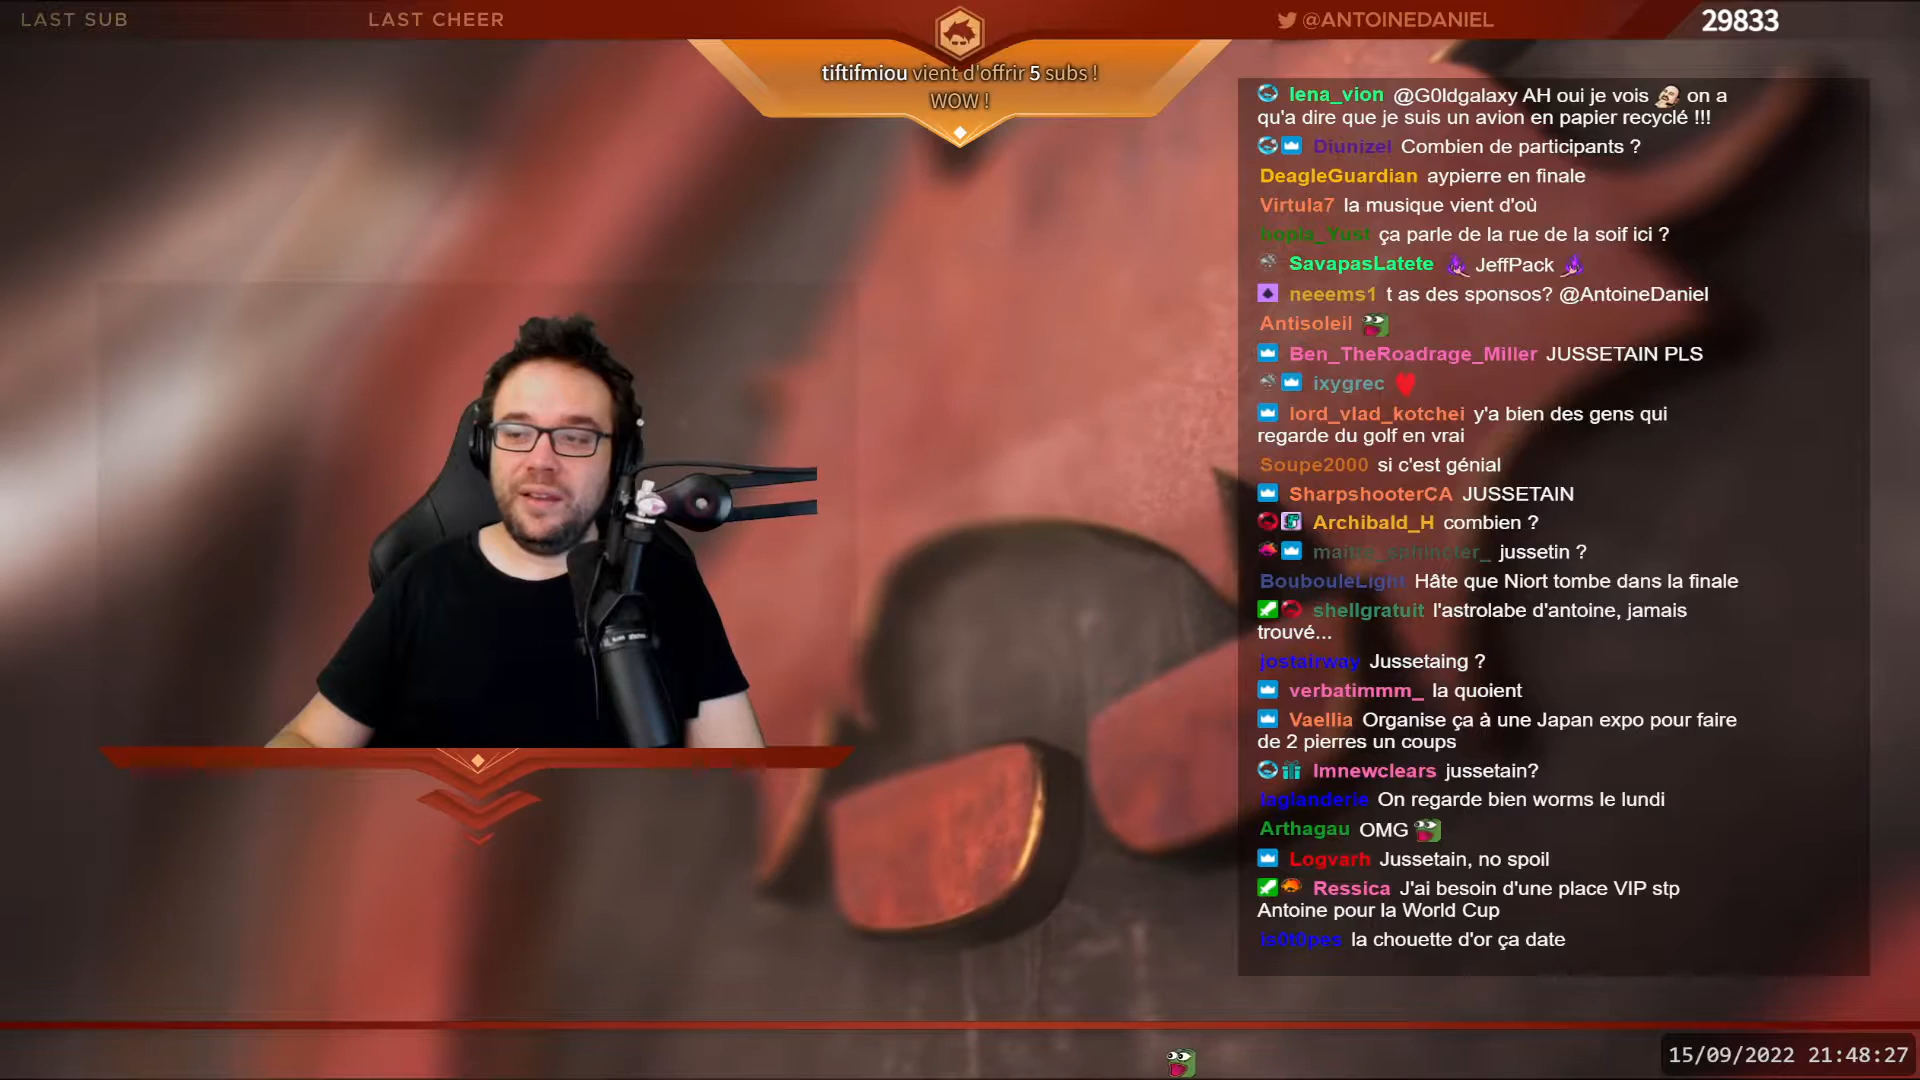 LAST SUB
LAST CHEER
@ANTOINEDANIEL
29833
tiftifmiou vient d'offrir 5 subs !
WOW !
lena_vion @G0ldgalaxy AH oui je vois on a
qu'a dire que je suis un avion en papier recyclé !!!
Diunizel Combien de participants ?
DeagleGuardian aypierre en finale
Virtula7 la musique vient d'où
hopla_Yust ça parle de la rue de la soif ici ?
SavapasLatete JeffPack
neeems1 t as des sponsos? @AntoineDaniel
Antisoleil
Ben_TheRoadrage_Miller JUSSETAIN PLS
ixygrec
lord_vlad_kotchei y'a bien des gens qui
regarde du golf en vrai
Soupe2000 si c'est génial
SharpshooterCA JUSSETAIN
Archibald_H combien ?
maitre_sphincter_ jussetin ?
BoubouleLight Hâte que Niort tombe dans la finale
shellgratuit l'astrolabe d'antoine, jamais
trouvé...
jostairway Jussetaing ?
verbatimmm_ la quoient
Vaellia Organise ça à une Japan expo pour faire
de 2 pierres un coups
Imnewclears jussetain?
laglanderie On regarde bien worms le lundi
Arthagau OMG
Logvarh Jussetain, no spoil
Ressica J'ai besoin d'une place VIP stp
Antoine pour la World Cup
is0t0pes la chouette d'or ça date
15/09/2022 21:48:27